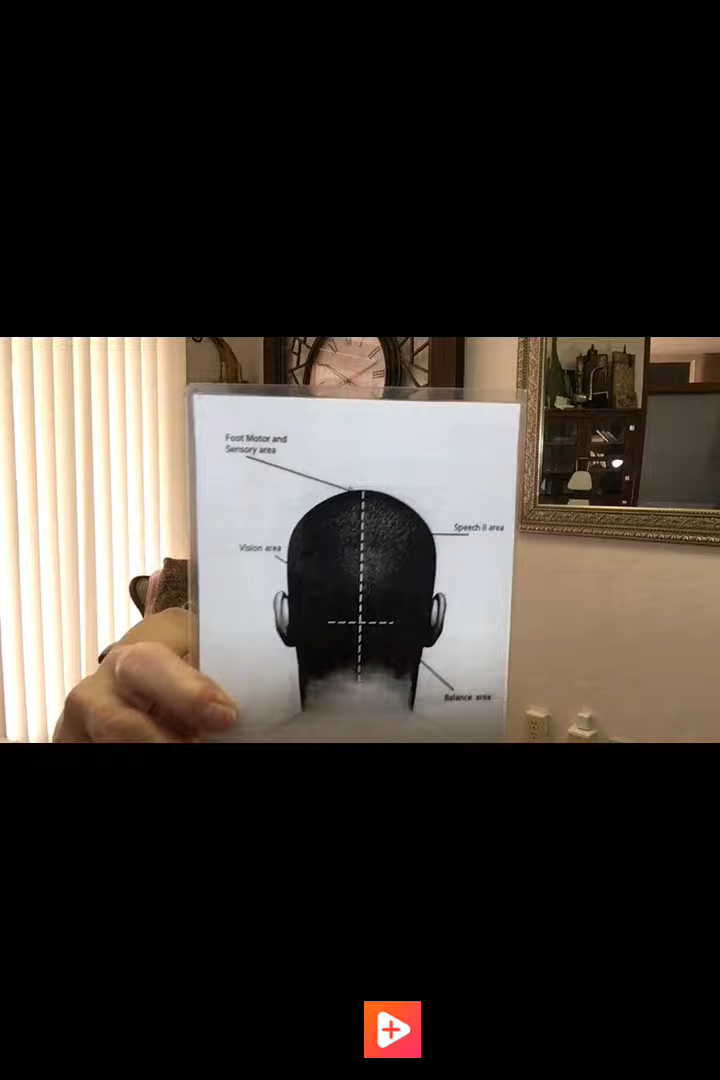 Foot Motor and
Sensory area
Speech II area
Vision area
Balance area